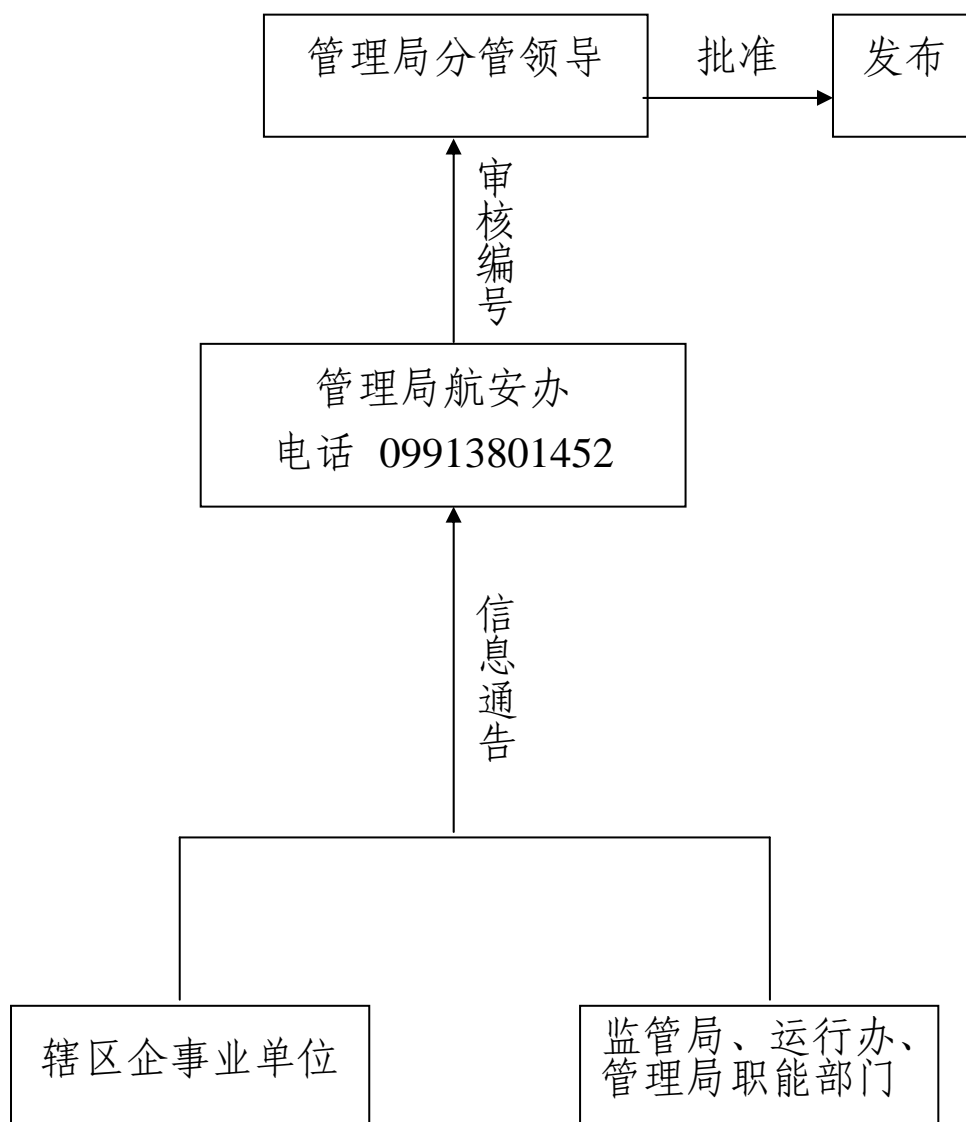 管理局分管领导
批准
发布
审核编号
管理局航安办
电话 09913801452
信息通告
辖区企事业单位
监管局、运行办、
管理局职能部门